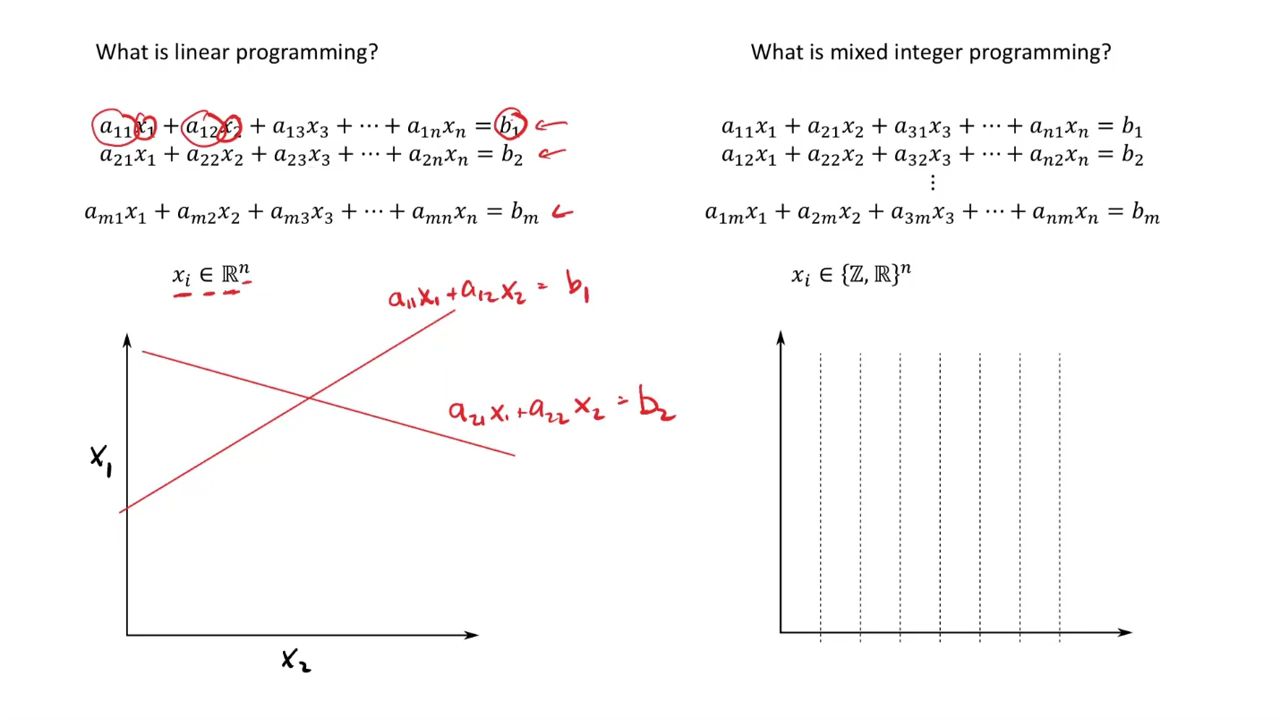 What is linear programming?
a₁₁x₁ + a₁₂x₂ + a₁₃x₃ + ⋯ + a₁ₙxₙ = b₁
a₂₁x₁ + a₂₂x₂ + a₂₃x₃ + ⋯ + a₂ₙxₙ = b₂
aₘ₁x₁ + aₘ₂x₂ + aₘ₃x₃ + ⋯ + aₘₙxₙ = bₘ
xᵢ ∈ ℝⁿ
a₁₁x₁ + a₁₂x₂ = b₁
a₂₁x₁ + a₂₂x₂ = b₂
x₁
x₂
What is mixed integer programming?
a₁₁x₁ + a₂₁x₂ + a₃₁x₃ + ⋯ + aₙ₁xₙ = b₁
a₁₂x₁ + a₂₂x₂ + a₃₂x₃ + ⋯ + aₙ₂xₙ = b₂
⋮
a₁ₘx₁ + a₂ₘx₂ + a₃ₘx₃ + ⋯ + aₙₘxₙ = bₘ
xᵢ ∈ {ℤ, ℝ}ⁿ